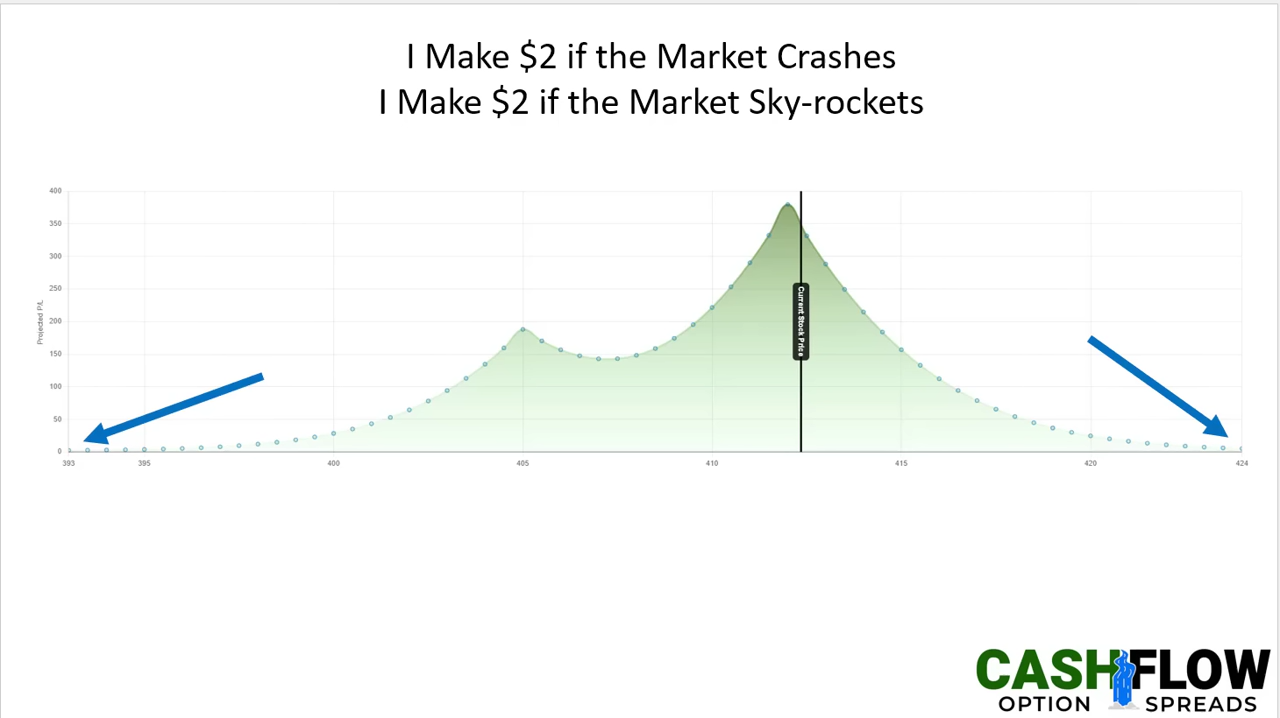 I Make $2 if the Market Crashes
I Make $2 if the Market Sky-rockets
400
350
300
250
200
150
100
50
0
Projected P/L
Current Stock Price
393
395
400
405
410
415
420
424
CASHFLOW
OPTION SPREADS